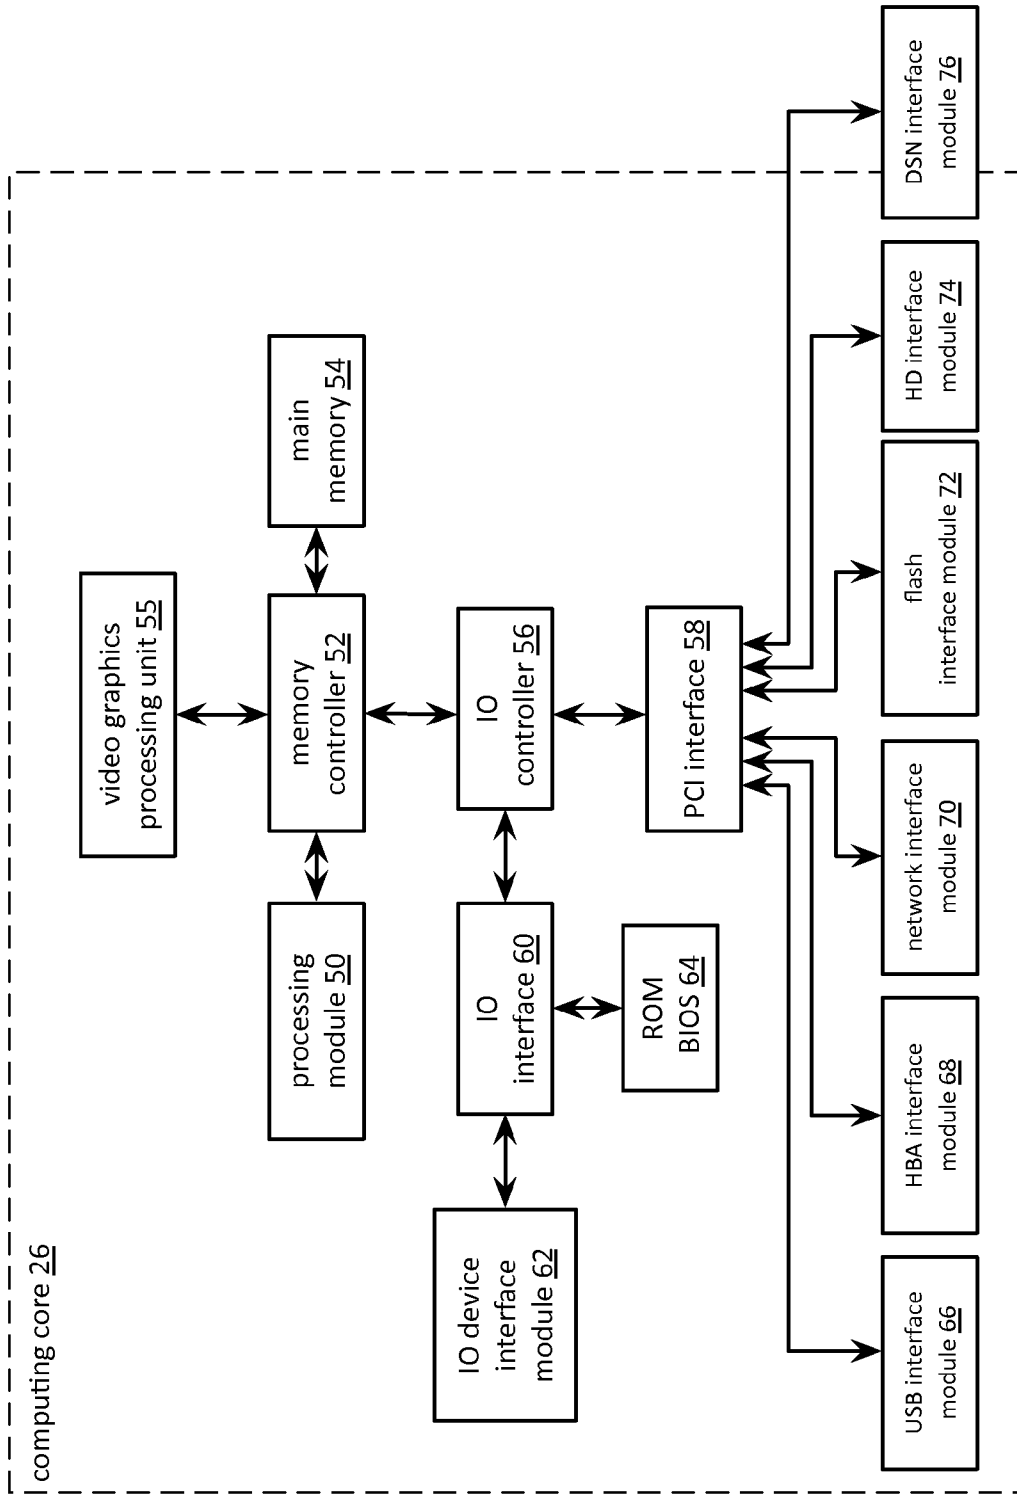 computing core 26
video graphics
processing unit 55
processing
module 50
memory
controller 52
main
memory 54
IO device
interface
module 62
IO
interface 60
IO
controller 56
ROM
BIOS 64
PCI interface 58
USB interface
module 66
HBA interface
module 68
network interface
module 70
flash
interface module 72
HD interface
module 74
DSN interface
module 76